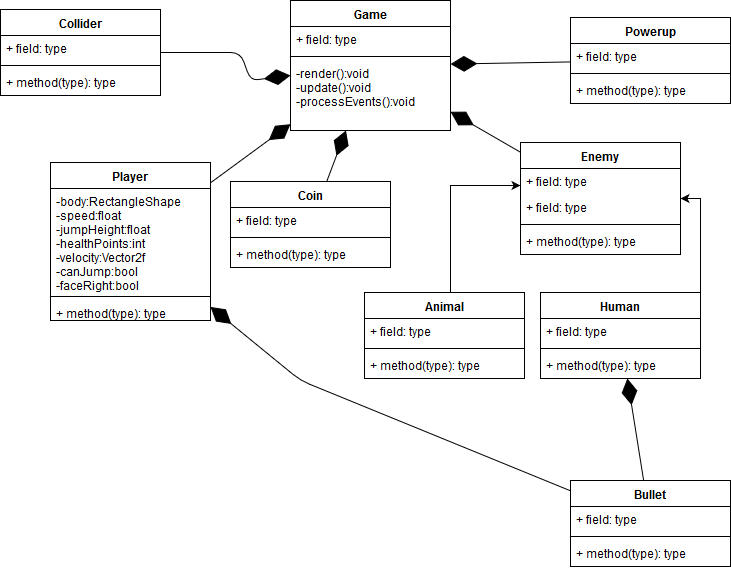 Collider
+ field: type
+ method(type): type
Game
+ field: type
-render():void
-update():void
-processEvents():void
Powerup
+ field: type
+ method(type): type
Player
-body:RectangleShape
-speed:float
-jumpHeight:float
-healthPoints:int
-velocity:Vector2f
-canJump:bool
-faceRight:bool
+ method(type): type
Coin
+ field: type
+ method(type): type
Enemy
+ field: type
+ field: type
+ method(type): type
Animal
+ field: type
+ method(type): type
Human
+ field: type
+ method(type): type
Bullet
+ field: type
+ method(type): type